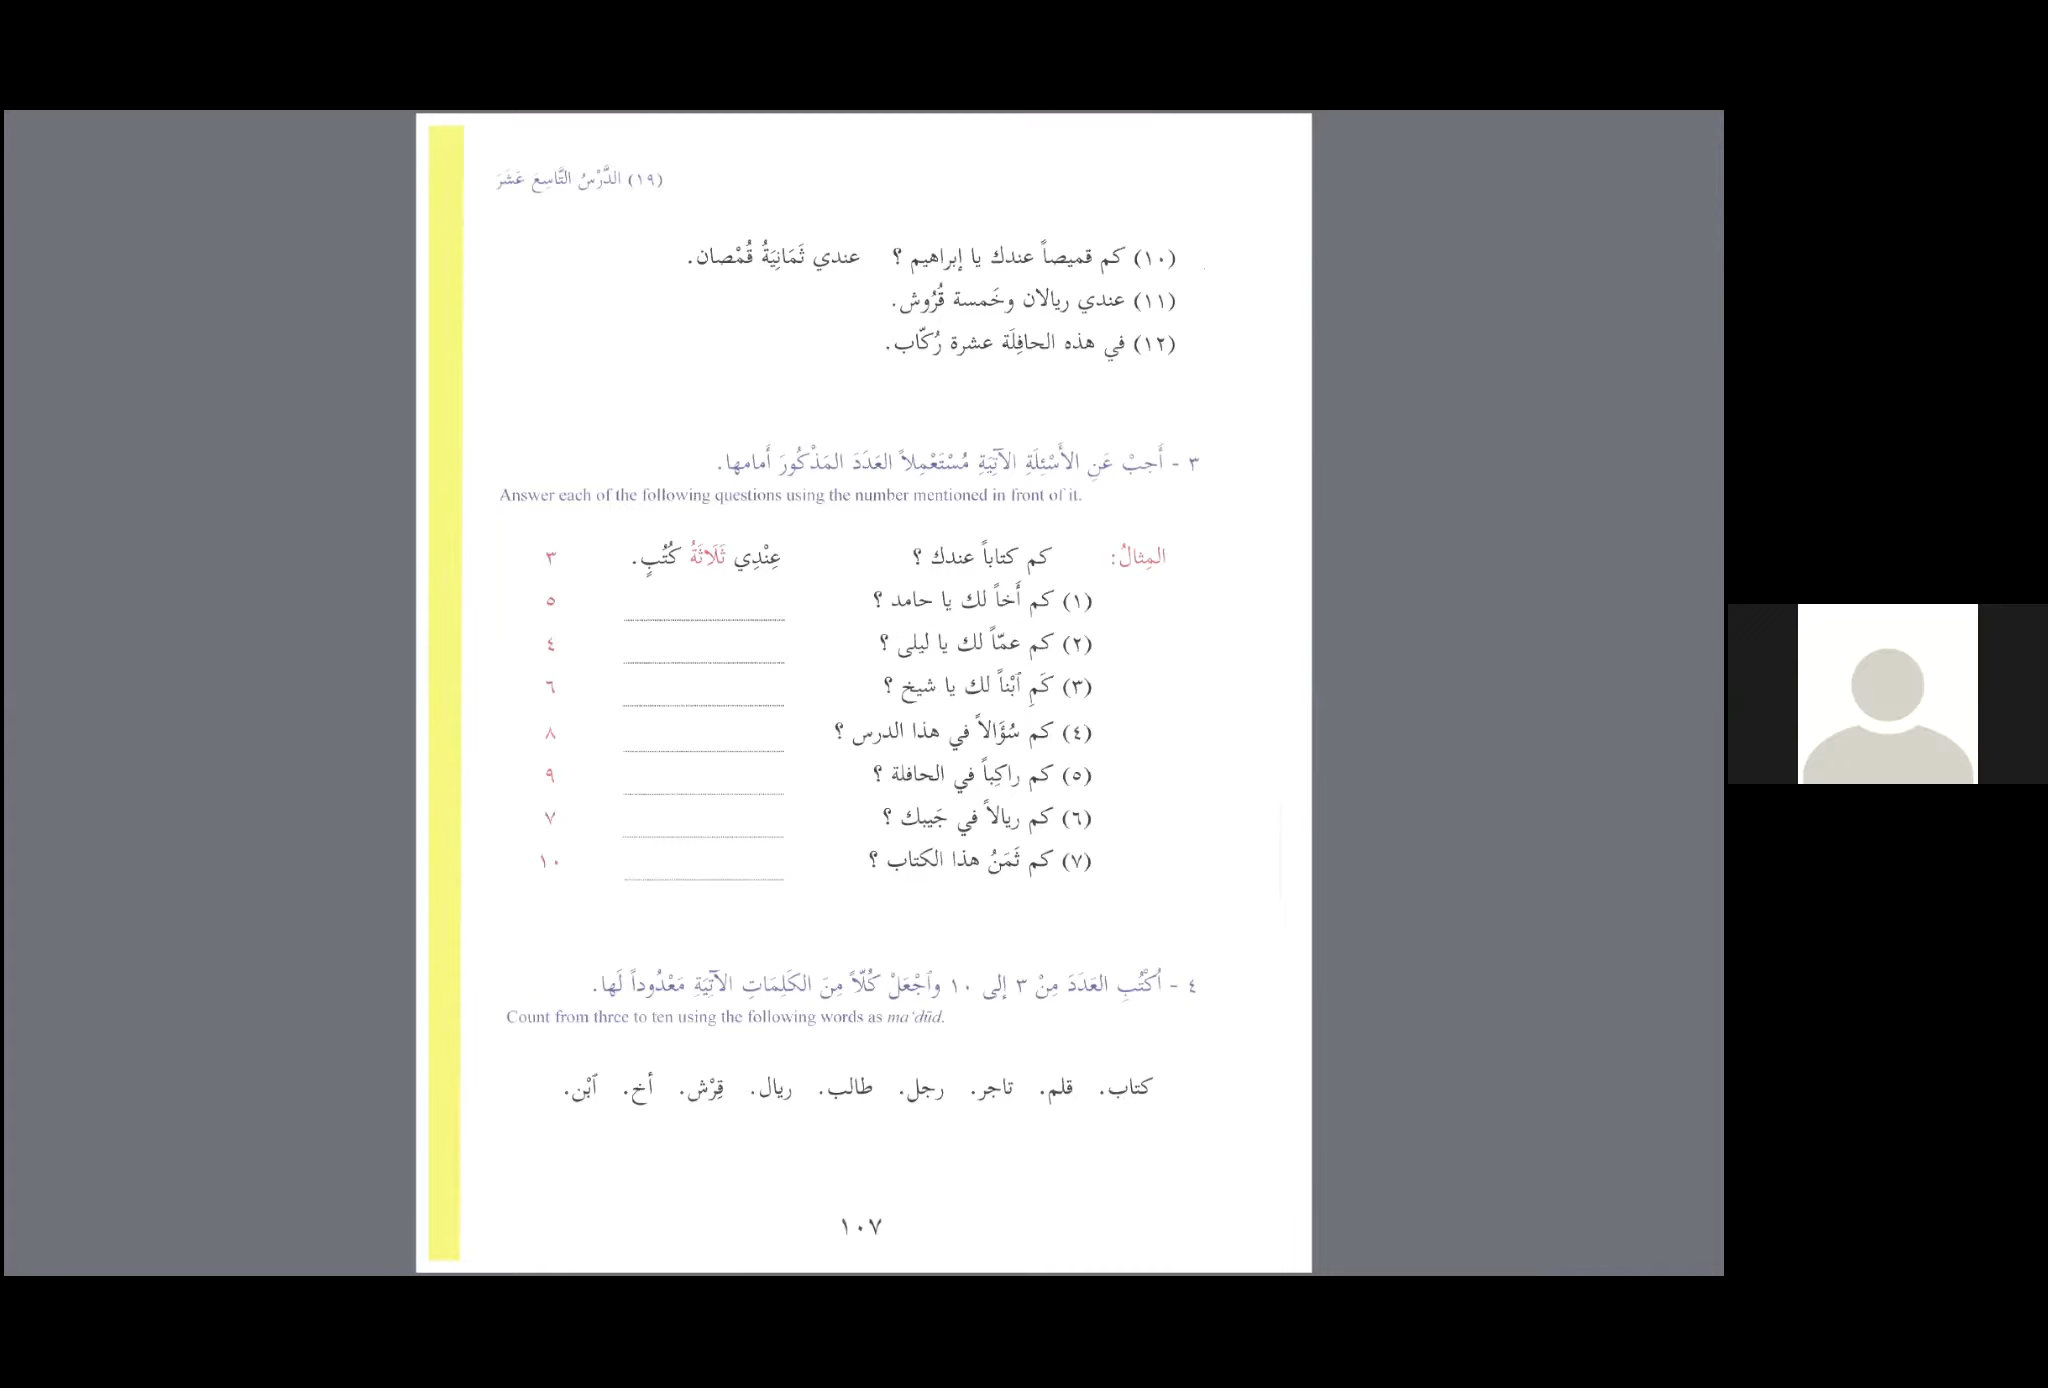 (١٩) الدَّرْسُ التَّاسِعَ عَشَرَ
(١٠) كم قميصاً عندك يا إبراهيم ؟ عندي ثَمَانِيَةُ قُمْصان.
(١١) عندي ريالان وخَمسة قُرُوش.
(١٢) في هذه الحافِلَة عشرة رُكّاب.
٣ - أَجِبْ عَنِ الأَسْئِلَةِ الآتِيَةِ مُسْتَعْمِلاً العَدَدَ المَذْكُورَ أَمامها.
Answer each of the following questions using the number mentioned in front of it.
المِثالُ: كم كتاباً عندك ؟ عِنْدِي ثَلَاثَةُ كُتُبٍ. ٣
(١) كم أَخاً لك يا حامد ؟ ٥
(٢) كم عمّاً لك يا ليلى ؟ ٤
(٣) كَمِ ٱبْناً لك يا شيخ ؟ ٦
(٤) كم سُؤَالاً في هذا الدرس ؟ ٨
(٥) كم راكِباً في الحافلة ؟ ٩
(٦) كم ريالاً في جَيبك ؟ ٧
(٧) كم ثَمَنُ هذا الكتاب ؟ ١٠
٤ - اُكْتُبِ العَدَدَ مِنْ ٣ إلى ١٠ وٱجْعَلْ كُلّاً مِنَ الكَلِمَاتِ الآتِيَةِ مَعْدُوداً لَها.
Count from three to ten using the following words as ma'dūd.
كتاب. قلم. تاجر. رجل. طالب. ريال. قِرْش. أخ. ٱبْن.
١٠٧